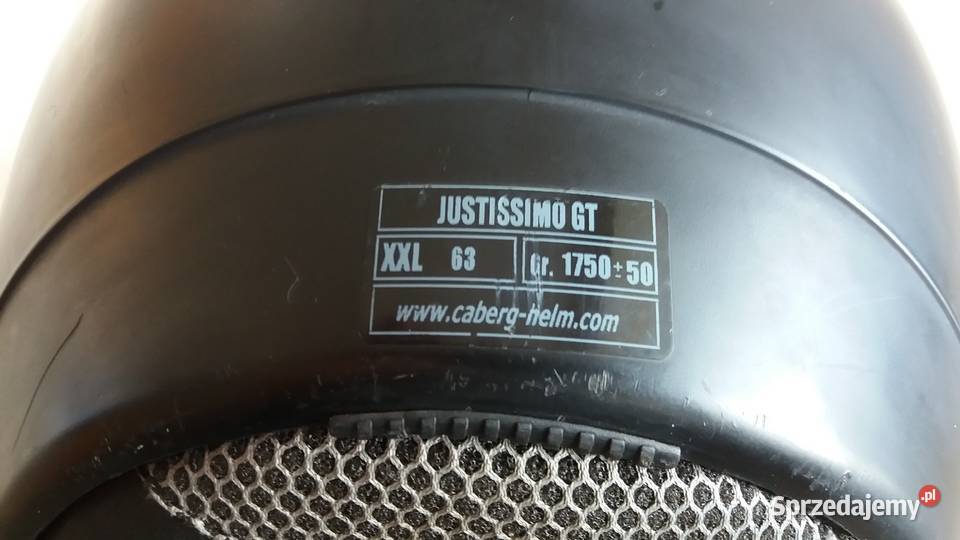 JUSTISSIMO GT
XXL 63 Gr. 1750±50
www.caberg-helm.com
Sprzedajemy.pl